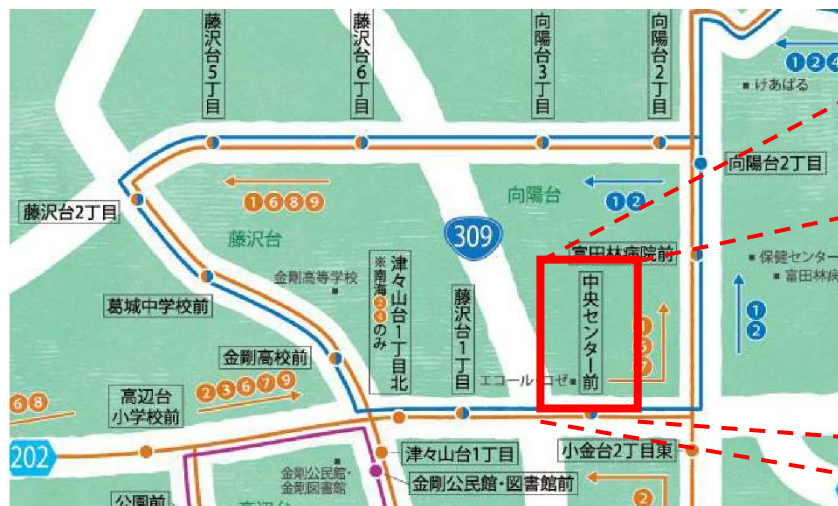 藤沢台5丁目
藤沢台6丁目
向陽台3丁目
向陽台2丁目
1 2 4
けあぱる
向陽台2丁目
1 6 8 9
1 2
向陽台
藤沢台2丁目
藤沢台
309
富田林病院前
保健センター
富田林病
金剛高等学校
津々山台1丁目北
※南海2 4のみ
藤沢台1丁目
中央センター前
葛城中学校前
1
2
金剛高校前
エコール・ロゼ
高辺台
小学校前
2 3 6 7 9
6 8
202
津々山台1丁目
小金台2丁目東
金剛公民館・
金剛図書館
金剛公民館・図書館前
2
公園前
高辺台